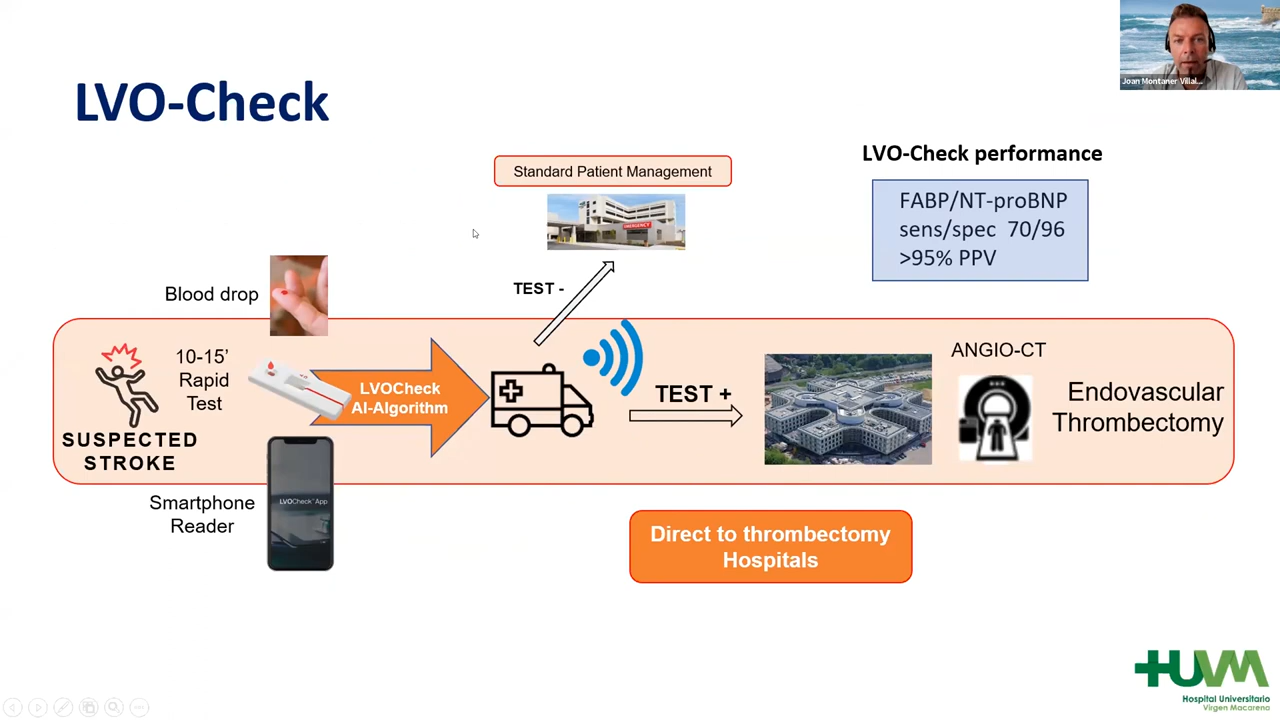 Joan Montaner Villal...
LVO-Check
Standard Patient Management
EMERGENCY
LVO-Check performance
FABP/NT-proBNP
sens/spec 70/96
>95% PPV
TEST -
Blood drop
10-15’
Rapid
Test
SUSPECTED
STROKE
LVOCheck
AI-Algorithm
TEST +
ANGIO-CT
Endovascular
Thrombectomy
Smartphone
Reader
LVOCheck App
Direct to thrombectomy
Hospitals
HUVM
Hospital Universitario
Virgen Macarena